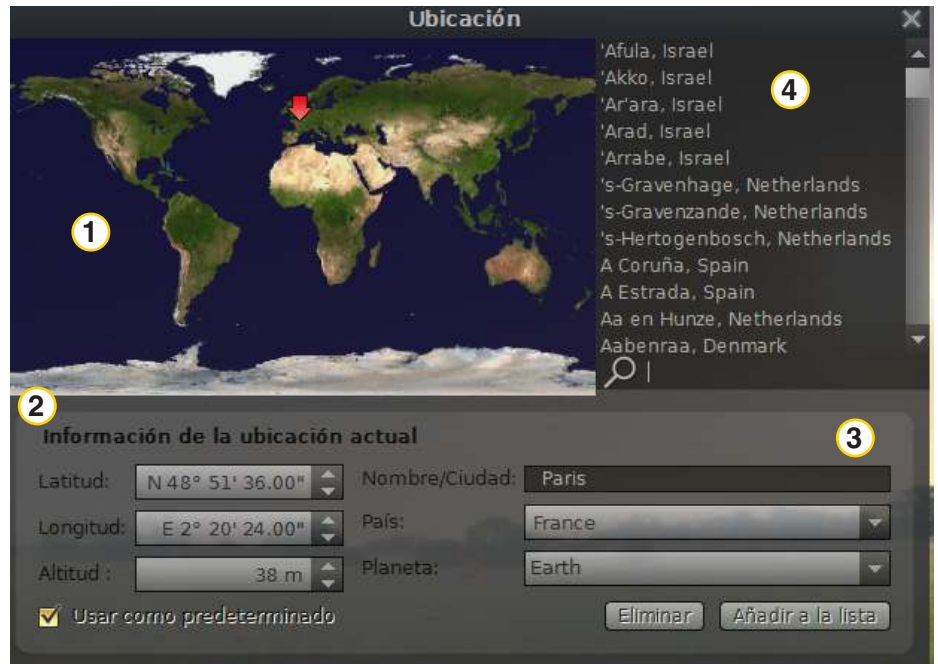 Ubicación
1
'Afula, Israel
'Akko, Israel
4
'Ar'ara, Israel
'Arad, Israel
'Arrabe, Israel
's-Gravenhage, Netherlands
's-Gravenzande, Netherlands
's-Hertogenbosch, Netherlands
A Coruña, Spain
A Estrada, Spain
Aa en Hunze, Netherlands
Aabenraa, Denmark
2
3
Información de la ubicación actual
Latitud: N 48° 51' 36.00"
Nombre/Ciudad: Paris
Longitud: E 2° 20' 24.00"
País: France
Altitud : 38 m
Planeta: Earth
Usar como predeterminado
Eliminar
Añadir a la lista